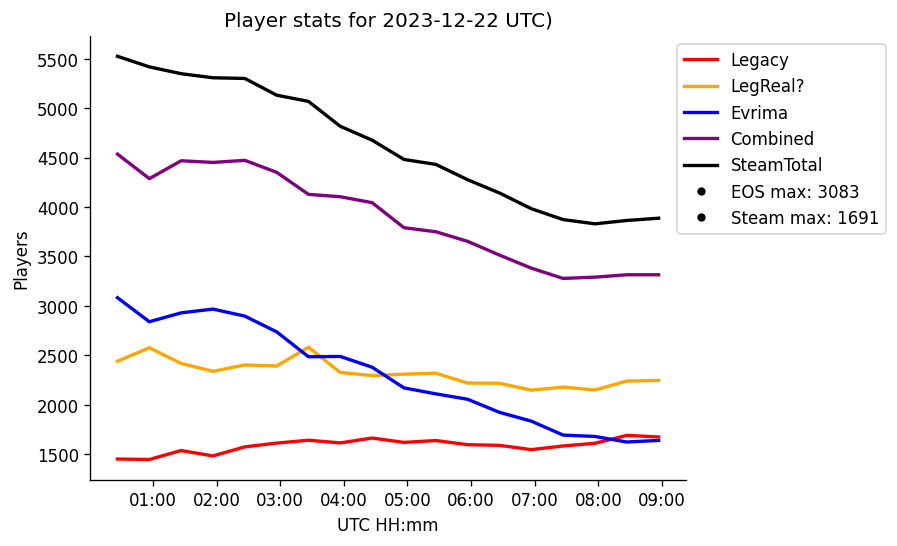 Player stats for 2023-12-22 UTC)
Players
5500
5000
4500
4000
3500
3000
2500
2000
1500
01:00 02:00 03:00 04:00 05:00 06:00 07:00 08:00 09:00
UTC HH:mm
Legacy
LegReal?
Evrima
Combined
SteamTotal
EOS max: 3083
Steam max: 1691